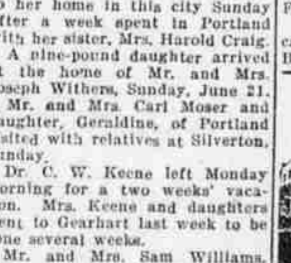 her home in this city Sunday
after a week spent in Portland
with her sister, Mrs. Harold Craig.
A nine-pound daughter arrived
at the home of Mr. and Mrs.
Joseph Withers, Sunday, June 21.
Mr. and Mrs. Carl Moser and
daughter, Geraldine, of Portland
visited with relatives at Silverton,
Sunday.
Dr. C. W. Keene left Monday
morning for a two weeks' vaca-
on. Mrs. Keene and daughters
went to Gearhart last week to be
gone several weeks.
Mr. and Mrs. Sam Williams.